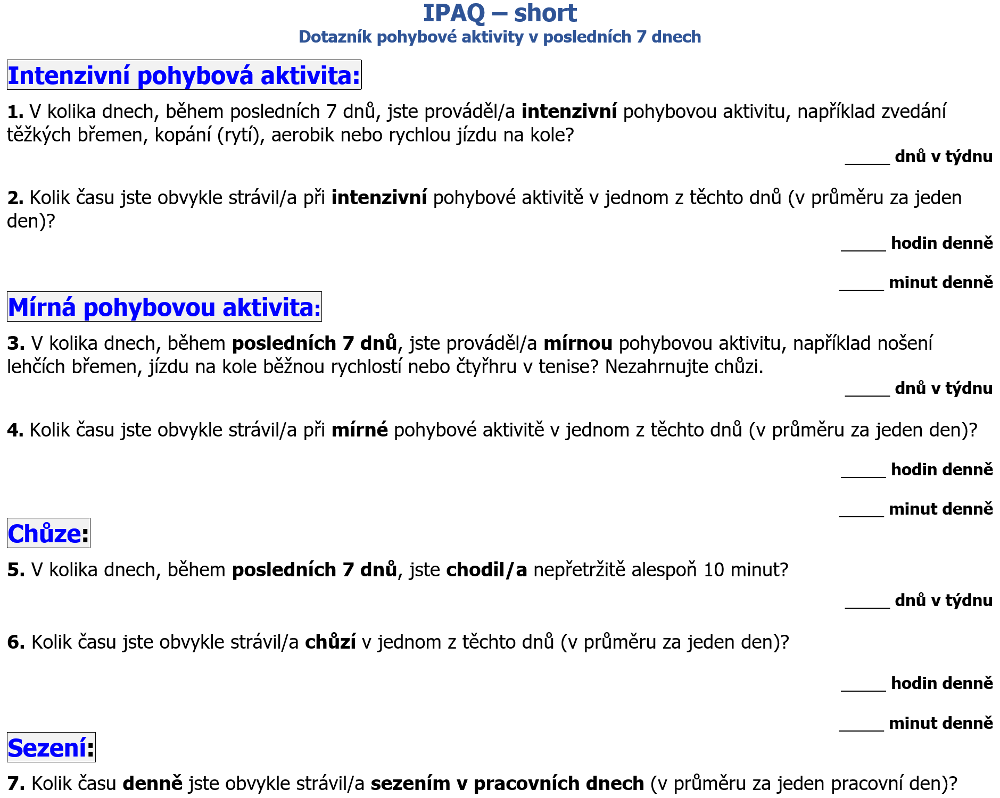 IPAQ – short
Dotazník pohybové aktivity v posledních 7 dnech
Intenzivní pohybová aktivita:
1. V kolika dnech, během posledních 7 dnů, jste prováděl/a intenzivní pohybovou aktivitu, například zvedání
těžkých břemen, kopání (rytí), aerobik nebo rychlou jízdu na kole?
_____ dnů v týdnu
2. Kolik času jste obvykle strávil/a při intenzivní pohybové aktivitě v jednom z těchto dnů (v průměru za jeden
den)?
_____ hodin denně
_____ minut denně
Mírná pohybovou aktivita:
3. V kolika dnech, během posledních 7 dnů, jste prováděl/a mírnou pohybovou aktivitu, například nošení
lehčích břemen, jízdu na kole běžnou rychlostí nebo čtyřhru v tenise? Nezahrnujte chůzi.
_____ dnů v týdnu
4. Kolik času jste obvykle strávil/a při mírné pohybové aktivitě v jednom z těchto dnů (v průměru za jeden den)?
_____ hodin denně
_____ minut denně
Chůze:
5. V kolika dnech, během posledních 7 dnů, jste chodil/a nepřetržitě alespoň 10 minut?
_____ dnů v týdnu
6. Kolik času jste obvykle strávil/a chůzí v jednom z těchto dnů (v průměru za jeden den)?
_____ hodin denně
_____ minut denně
Sezení:
7. Kolik času denně jste obvykle strávil/a sezením v pracovních dnech (v průměru za jeden pracovní den)?